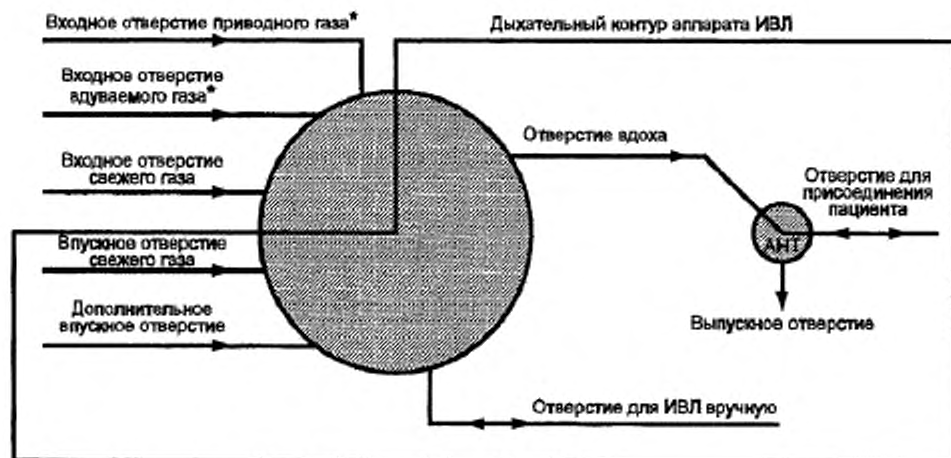 Входное отверстие приводного газа*
Дыхательный контур аппарата ИВЛ
Входное отверстие
вдуваемого газа*
Отверстие вдоха
Входное отверстие
свежего газа
Отверстие для
присоединения
пациента
АНТ
Впускное отверстие
свежего газа
Дополнительное
впускное отверстие
Выпускное отверстие
Отверстие для ИВЛ вручную